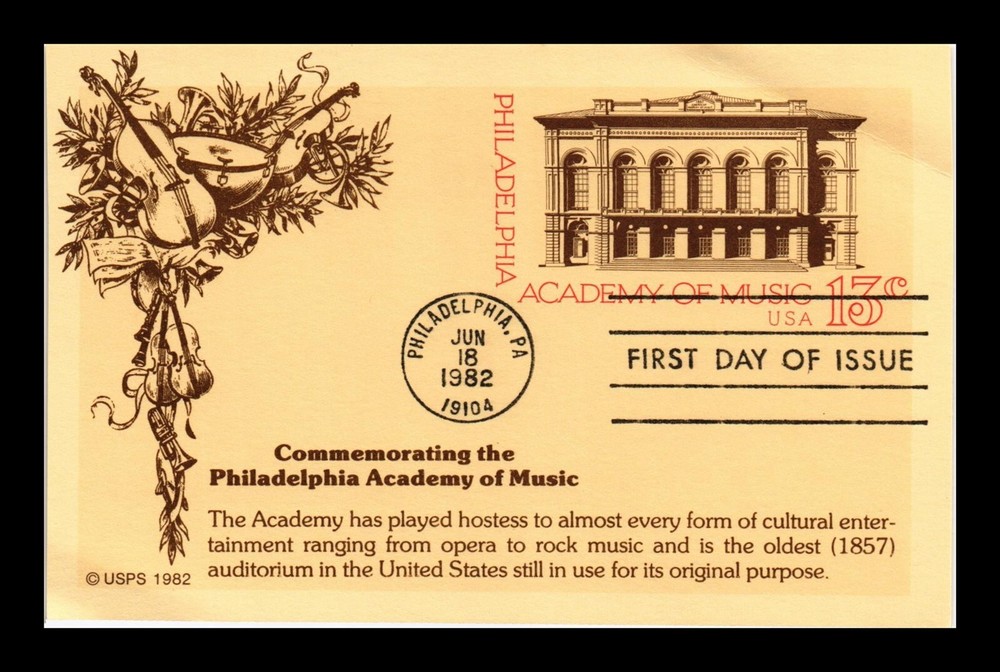 PHILADELPHIA
ACADEMY OF MUSIC
USA 13c
PHILADELPHIA, PA
JUN
18
1982
19104
FIRST DAY OF ISSUE
Commemorating the
Philadelphia Academy of Music
The Academy has played hostess to almost every form of cultural enter-
tainment ranging from opera to rock music and is the oldest (1857)
auditorium in the United States still in use for its original purpose.
© USPS 1982